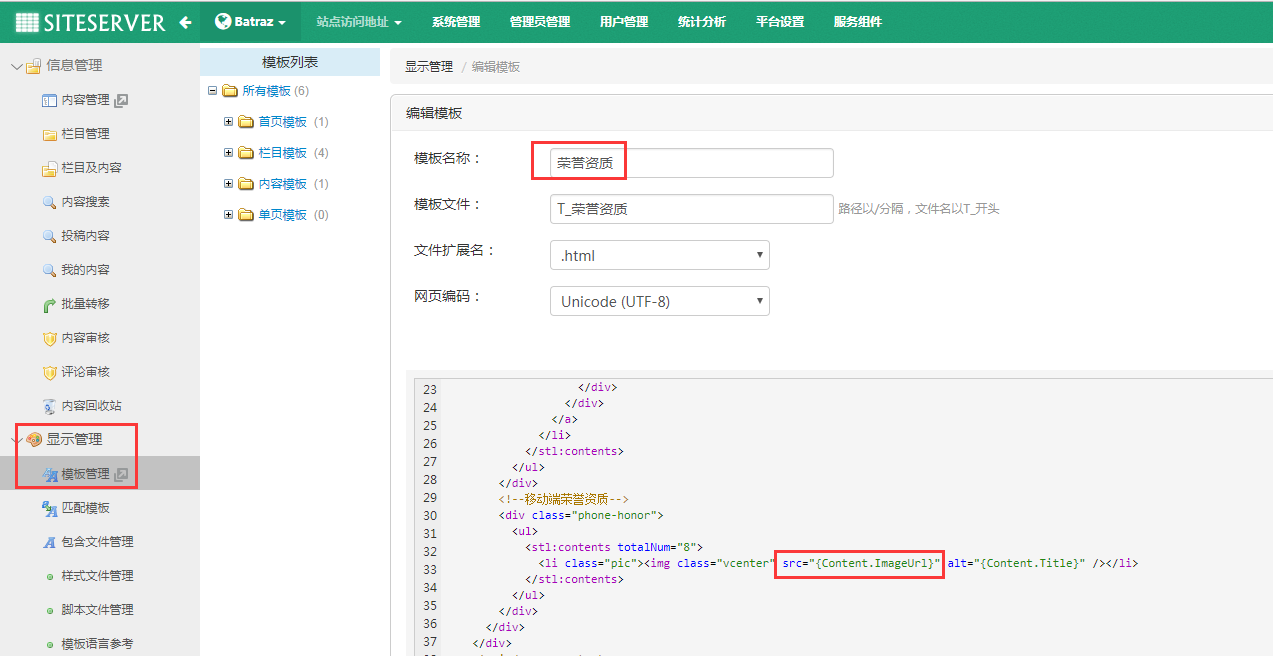 SITESERVER Batraz 站点访问地址 系统管理 管理员管理 用户管理 统计分析 平台设置 服务组件
信息管理
内容管理
栏目管理
栏目及内容
内容搜索
投稿内容
我的内容
批量转移
内容审核
评论审核
内容回收站
显示管理
模板管理
匹配模板
包含文件管理
样式文件管理
脚本文件管理
模板语言参考
模板列表
所有模板 (6)
首页模板 (1)
栏目模板 (4)
内容模板 (1)
单页模板 (0)
显示管理 / 编辑模板
编辑模板
模板名称： 荣誉资质
模板文件： T_荣誉资质 路径以/分隔，文件名以T_开头
文件扩展名： .html
网页编码： Unicode (UTF-8)
23 </div>
24 </div>
25 </a>
26 </li>
27 </stl:contents>
28 </ul>
29 </div>
30 <!--移动端荣誉资质-->
31 <div class="phone-honor">
32 <ul>
33 <stl:contents totalNum="8">
34 <li class="pic"><img class="vcenter" src="{Content.ImageUrl}" alt="{Content.Title}" /></li>
35 </stl:contents>
36 </ul>
37 </div>
</div>
</div>